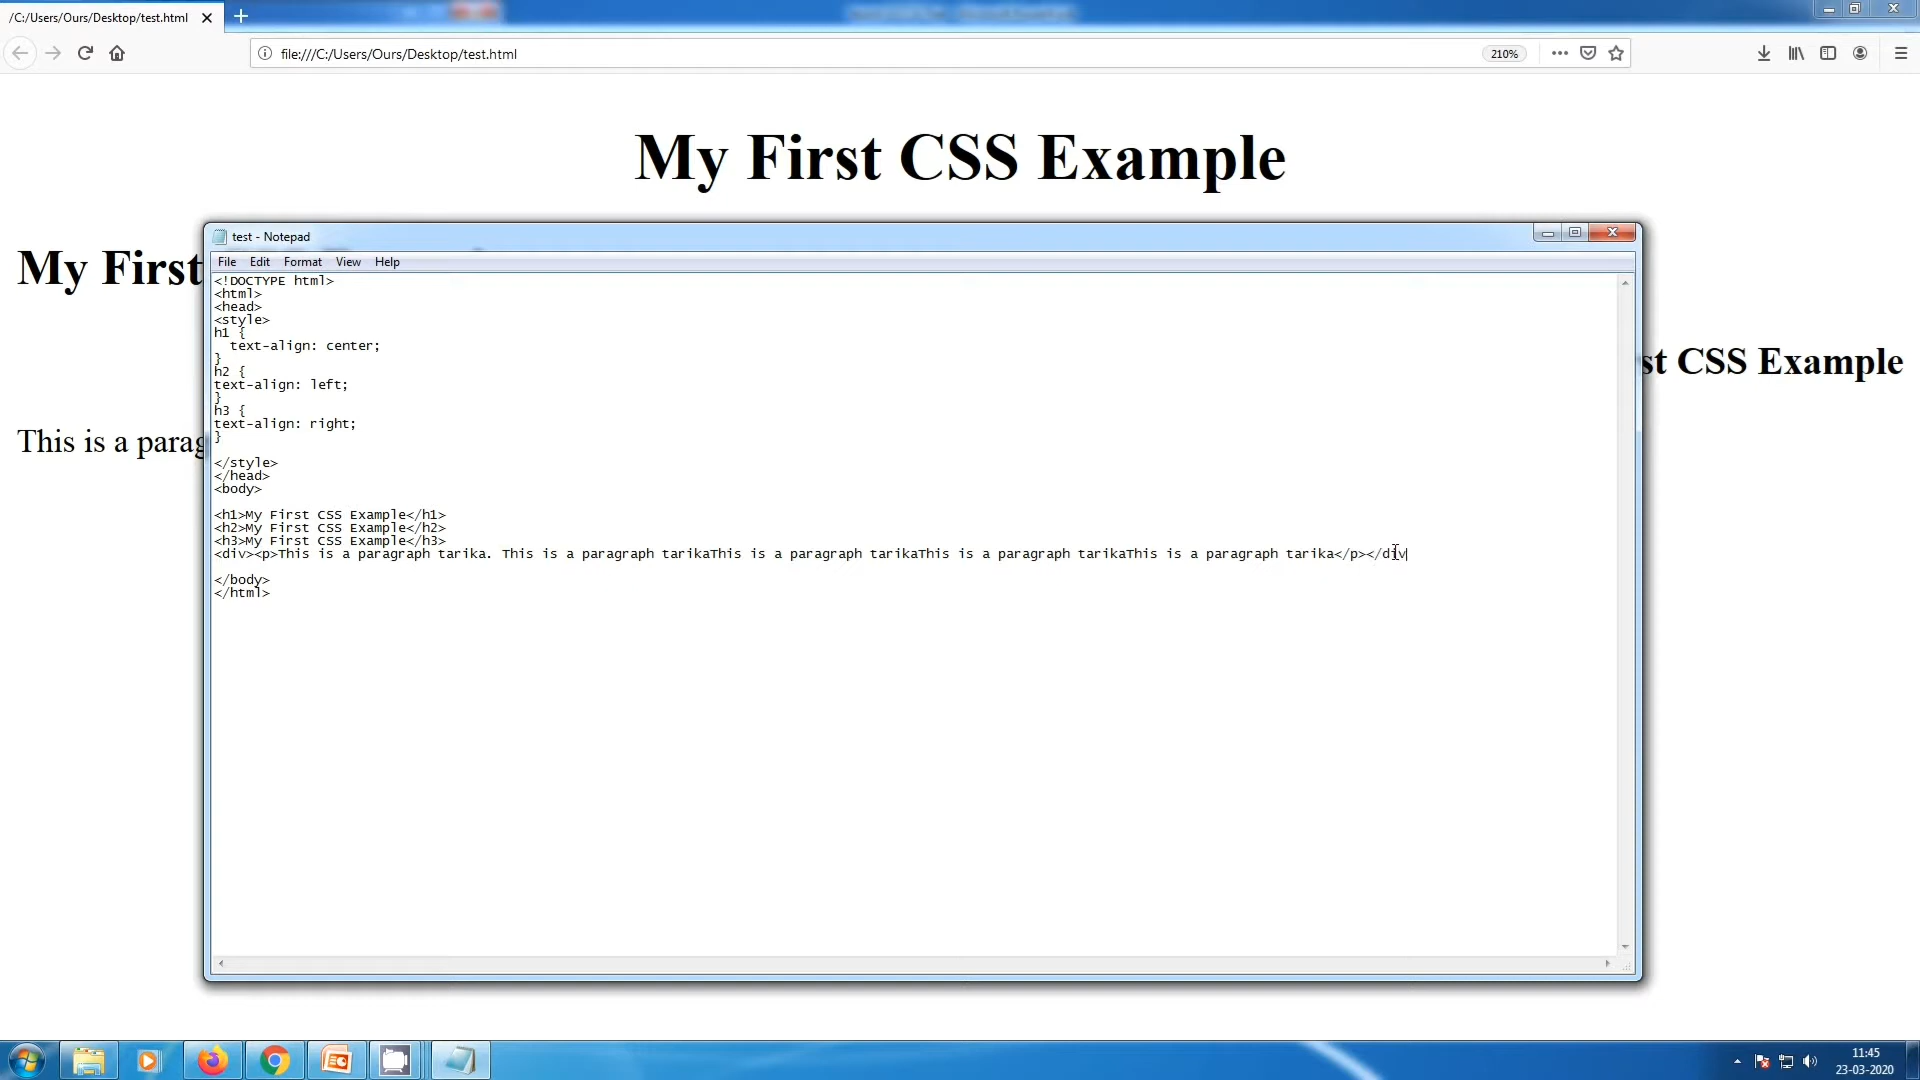 /C:/Users/Ours/Desktop/test.html
file:///C:/Users/Ours/Desktop/test.html
210%
My First CSS Example
My First
st CSS Example
This is a parag
test - Notepad
File Edit Format View Help
<!DOCTYPE html>
<html>
<head>
<style>
h1 {
  text-align: center;
}
h2 {
text-align: left;
}
h3 {
text-align: right;
}
</style>
</head>
<body>
<h1>My First CSS Example</h1>
<h2>My First CSS Example</h2>
<h3>My First CSS Example</h3>
<div><p>This is a paragraph tarika. This is a paragraph tarikaThis is a paragraph tarikaThis is a paragraph tarikaThis is a paragraph tarika</p></div
</body>
</html>
11:45
23-03-2020